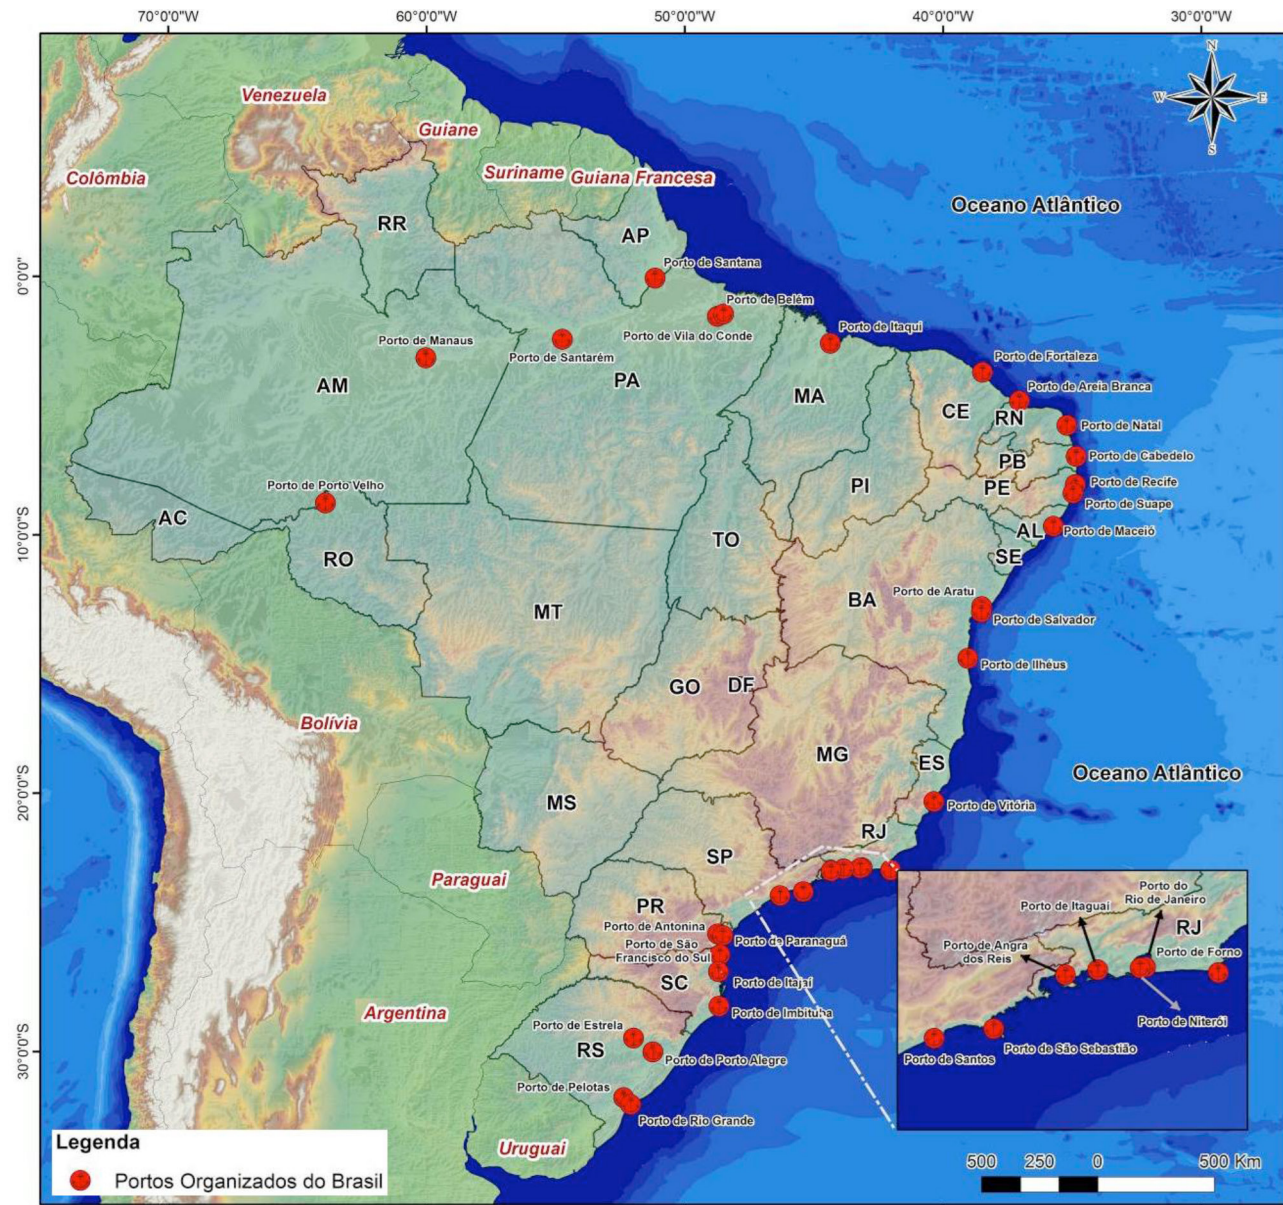 70°0'0"W
60°0'0"W
50°0'0"W
40°0'0"W
30°0'0"W
N
W
E
S
Venezuela
Guiane
Colômbia
Suriname
Guiana Francesa
Oceano Atlântico
RR
AP
Porto de Santana
0°0'0"
Porto de Belém
Porto de Vila do Conde
Porto de Itaqui
Porto de Manaus
Porto de Santarém
Porto de Fortaleza
AM
PA
MA
Porto de Areia Branca
CE
RN
Porto de Natal
PB
Porto de Cabedelo
PI
PE
Porto de Recife
Porto de Porto Velho
Porto de Suape
AC
AL
Porto de Maceió
10°0'0"S
TO
RO
SE
MT
BA
Porto de Aratu
Porto de Salvador
Porto de Ilhéus
GO
DF
Bolívia
MG
ES
Oceano Atlântico
20°0'0"S
MS
Porto de Vitória
RJ
SP
Paraguai
PR
Porto de Antonina
Porto de Paranaguá
Porto de São
Francisco do Sul
SC
Porto de Itajaí
Argentina
Porto de Imbituba
Porto de Estrela
RS
Porto de Porto Alegre
30°0'0"S
Porto de Pelotas
Porto de Rio Grande
Uruguai
Porto do
Rio de Janeiro
Porto de Itaguaí
RJ
Porto de Angra
dos Reis
Porto de Forno
Porto de Niterói
Porto de Santos
Porto de São Sebastião
Legenda
Portos Organizados do Brasil
500 250 0 500 Km